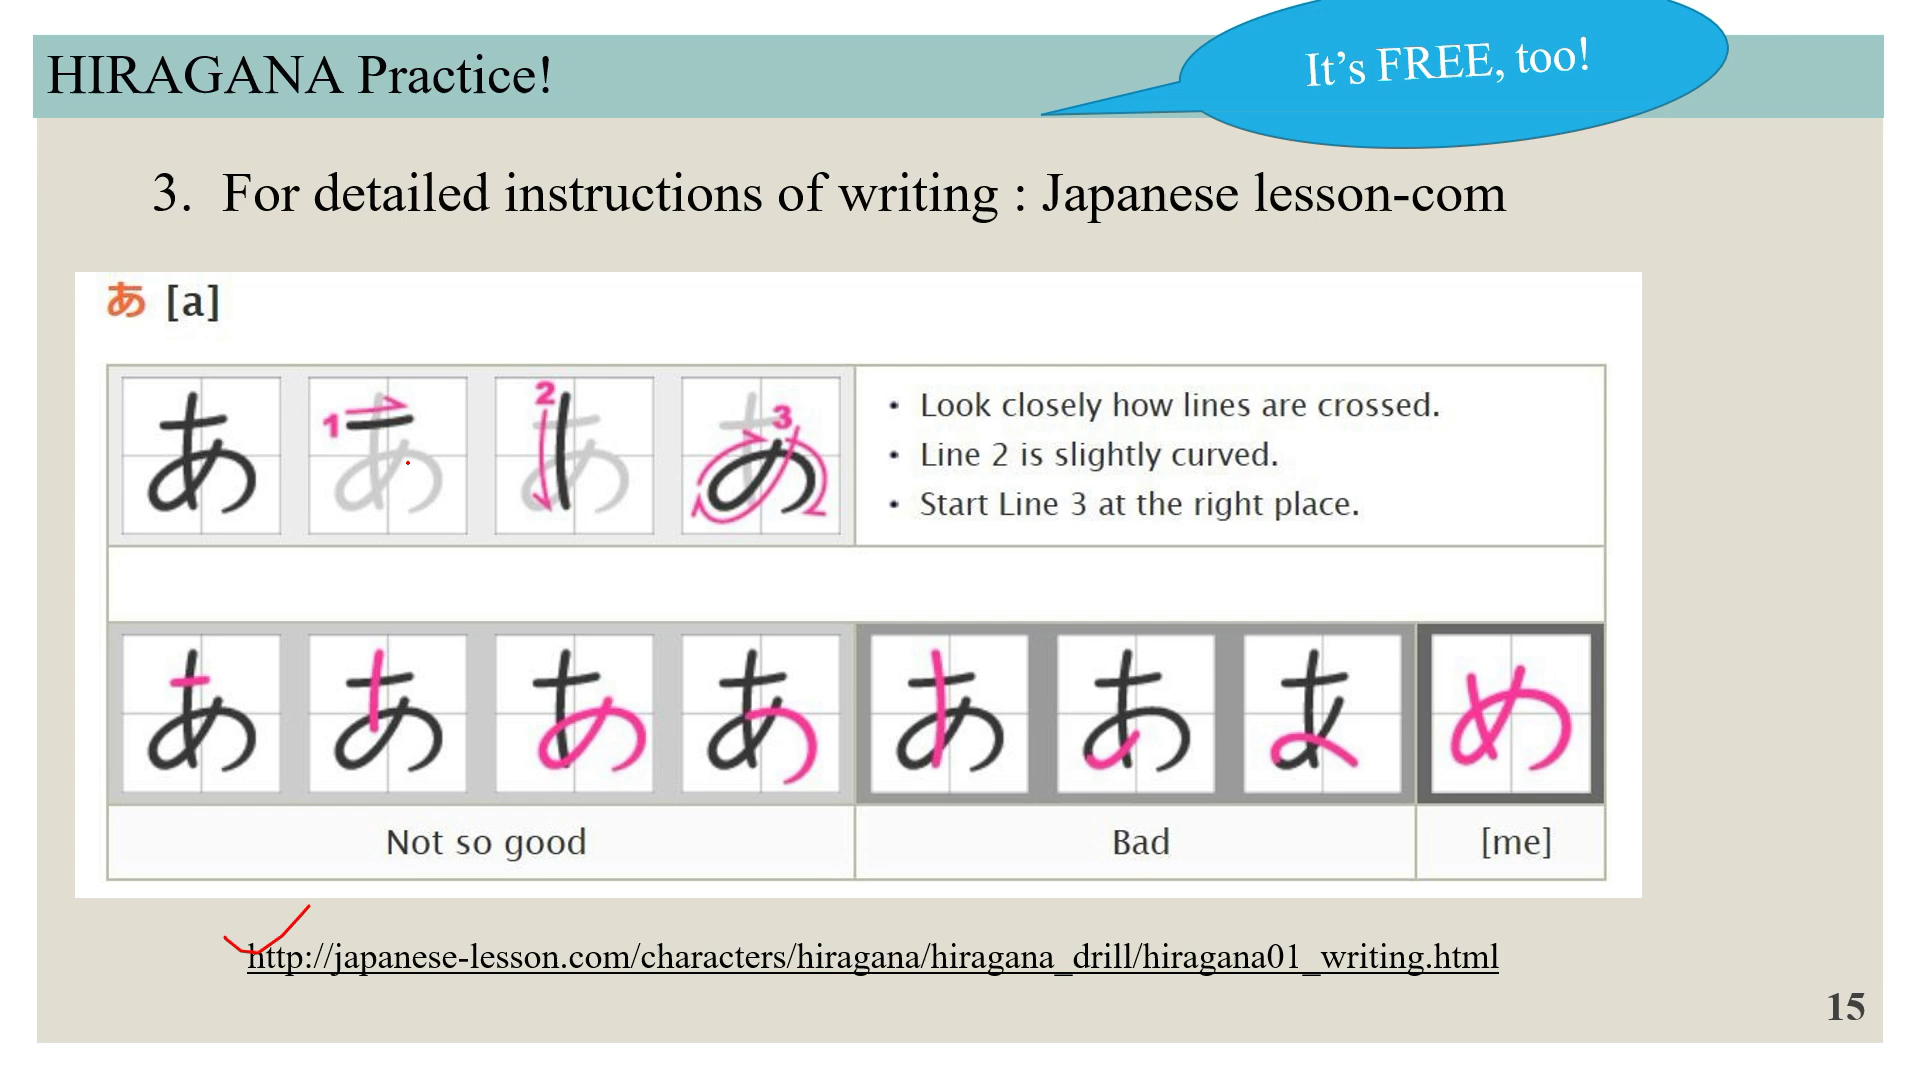 HIRAGANA Practice!
It’s FREE, too!
3. For detailed instructions of writing : Japanese lesson-com
あ [a]
あ 1 あ 2 あ 3 あ
• Look closely how lines are crossed.
• Line 2 is slightly curved.
• Start Line 3 at the right place.
あ あ あ あ あ あ あ め
Not so good Bad [me]
http://japanese-lesson.com/characters/hiragana/hiragana_drill/hiragana01_writing.html
15